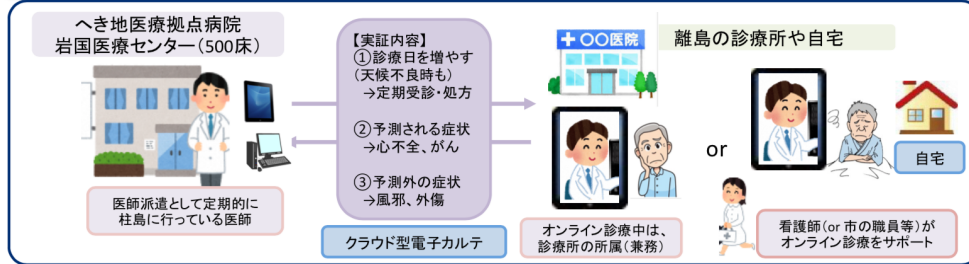 へき地医療拠点病院
岩国医療センター(500床)
医師派遣として定期的に
柱島に行っている医師
【実証内容】
①診療日を増やす
(天候不良時も)
→定期受診・処方
②予測される症状
→心不全、がん
③予測外の症状
→風邪、外傷
クラウド型電子カルテ
離島の診療所や自宅
〇〇医院
オンライン診療中は、
診療所の所属(兼務)
or
自宅
看護師(or 市の職員等)が
オンライン診療をサポート